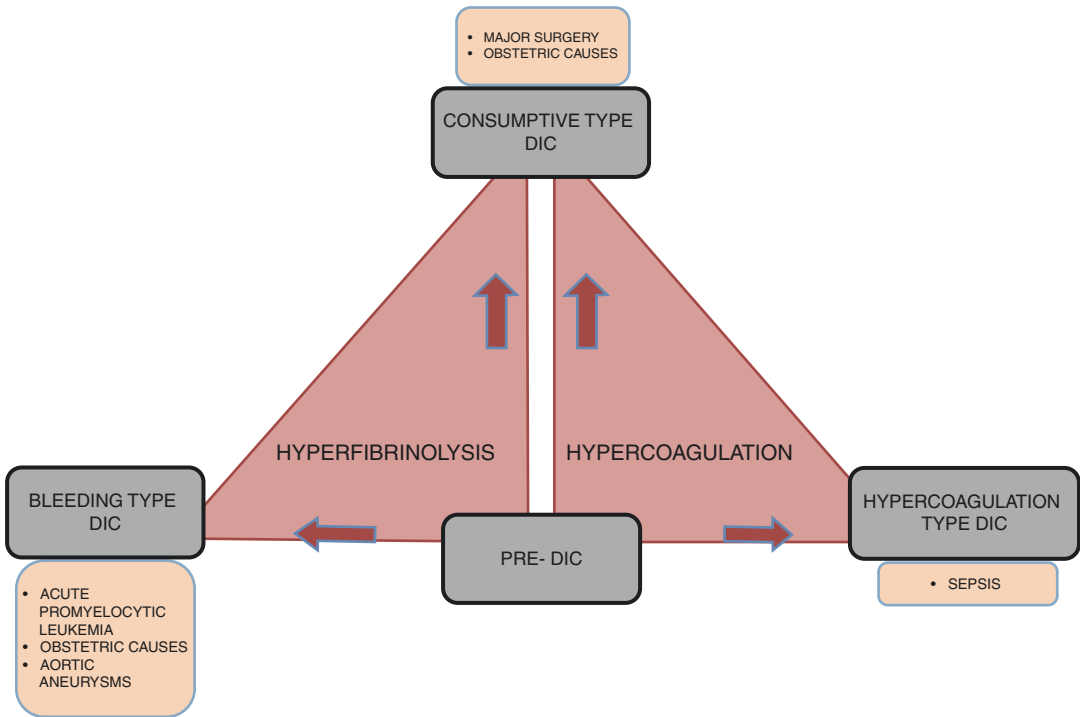 • MAJOR SURGERY
• OBSTETRIC CAUSES
CONSUMPTIVE TYPE
DIC
HYPERFIBRINOLYSIS
HYPERCOAGULATION
BLEEDING TYPE
DIC
• ACUTE
PROMYELOCYTIC
LEUKEMIA
• OBSTETRIC CAUSES
• AORTIC
ANEURYSMS
PRE- DIC
HYPERCOAGULATION
TYPE DIC
• SEPSIS